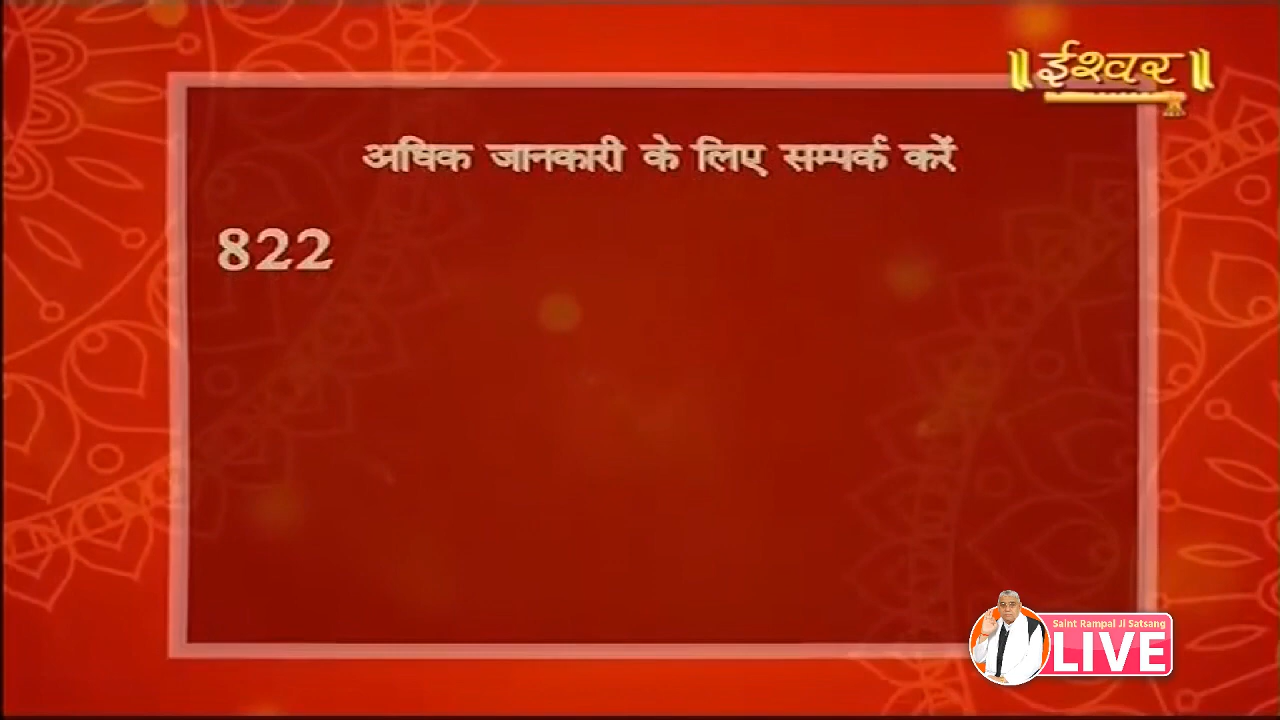 ॥ईश्वर॥
अधिक जानकारी के लिए सम्पर्क करें
822
Saint Rampal Ji Satsang
LIVE